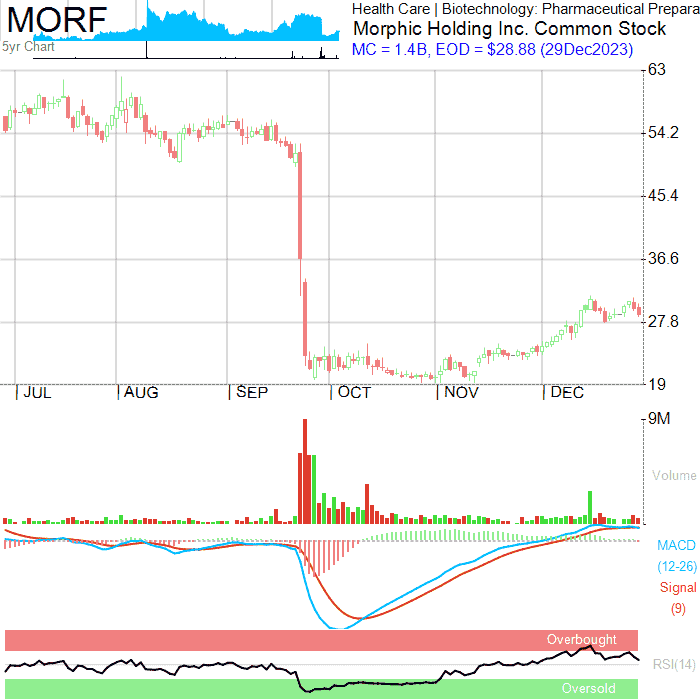 MORF
5yr Chart
Health Care | Biotechnology: Pharmaceutical Prepara
Morphic Holding Inc. Common Stock
MC = 1.4B, EOD = $28.88 (29Dec2023)
63
54.2
45.4
36.6
27.8
19
JUL AUG SEP OCT NOV DEC
9M
Volume
MACD
(12-26)
Signal
(9)
Overbought
RSI(14)
Oversold